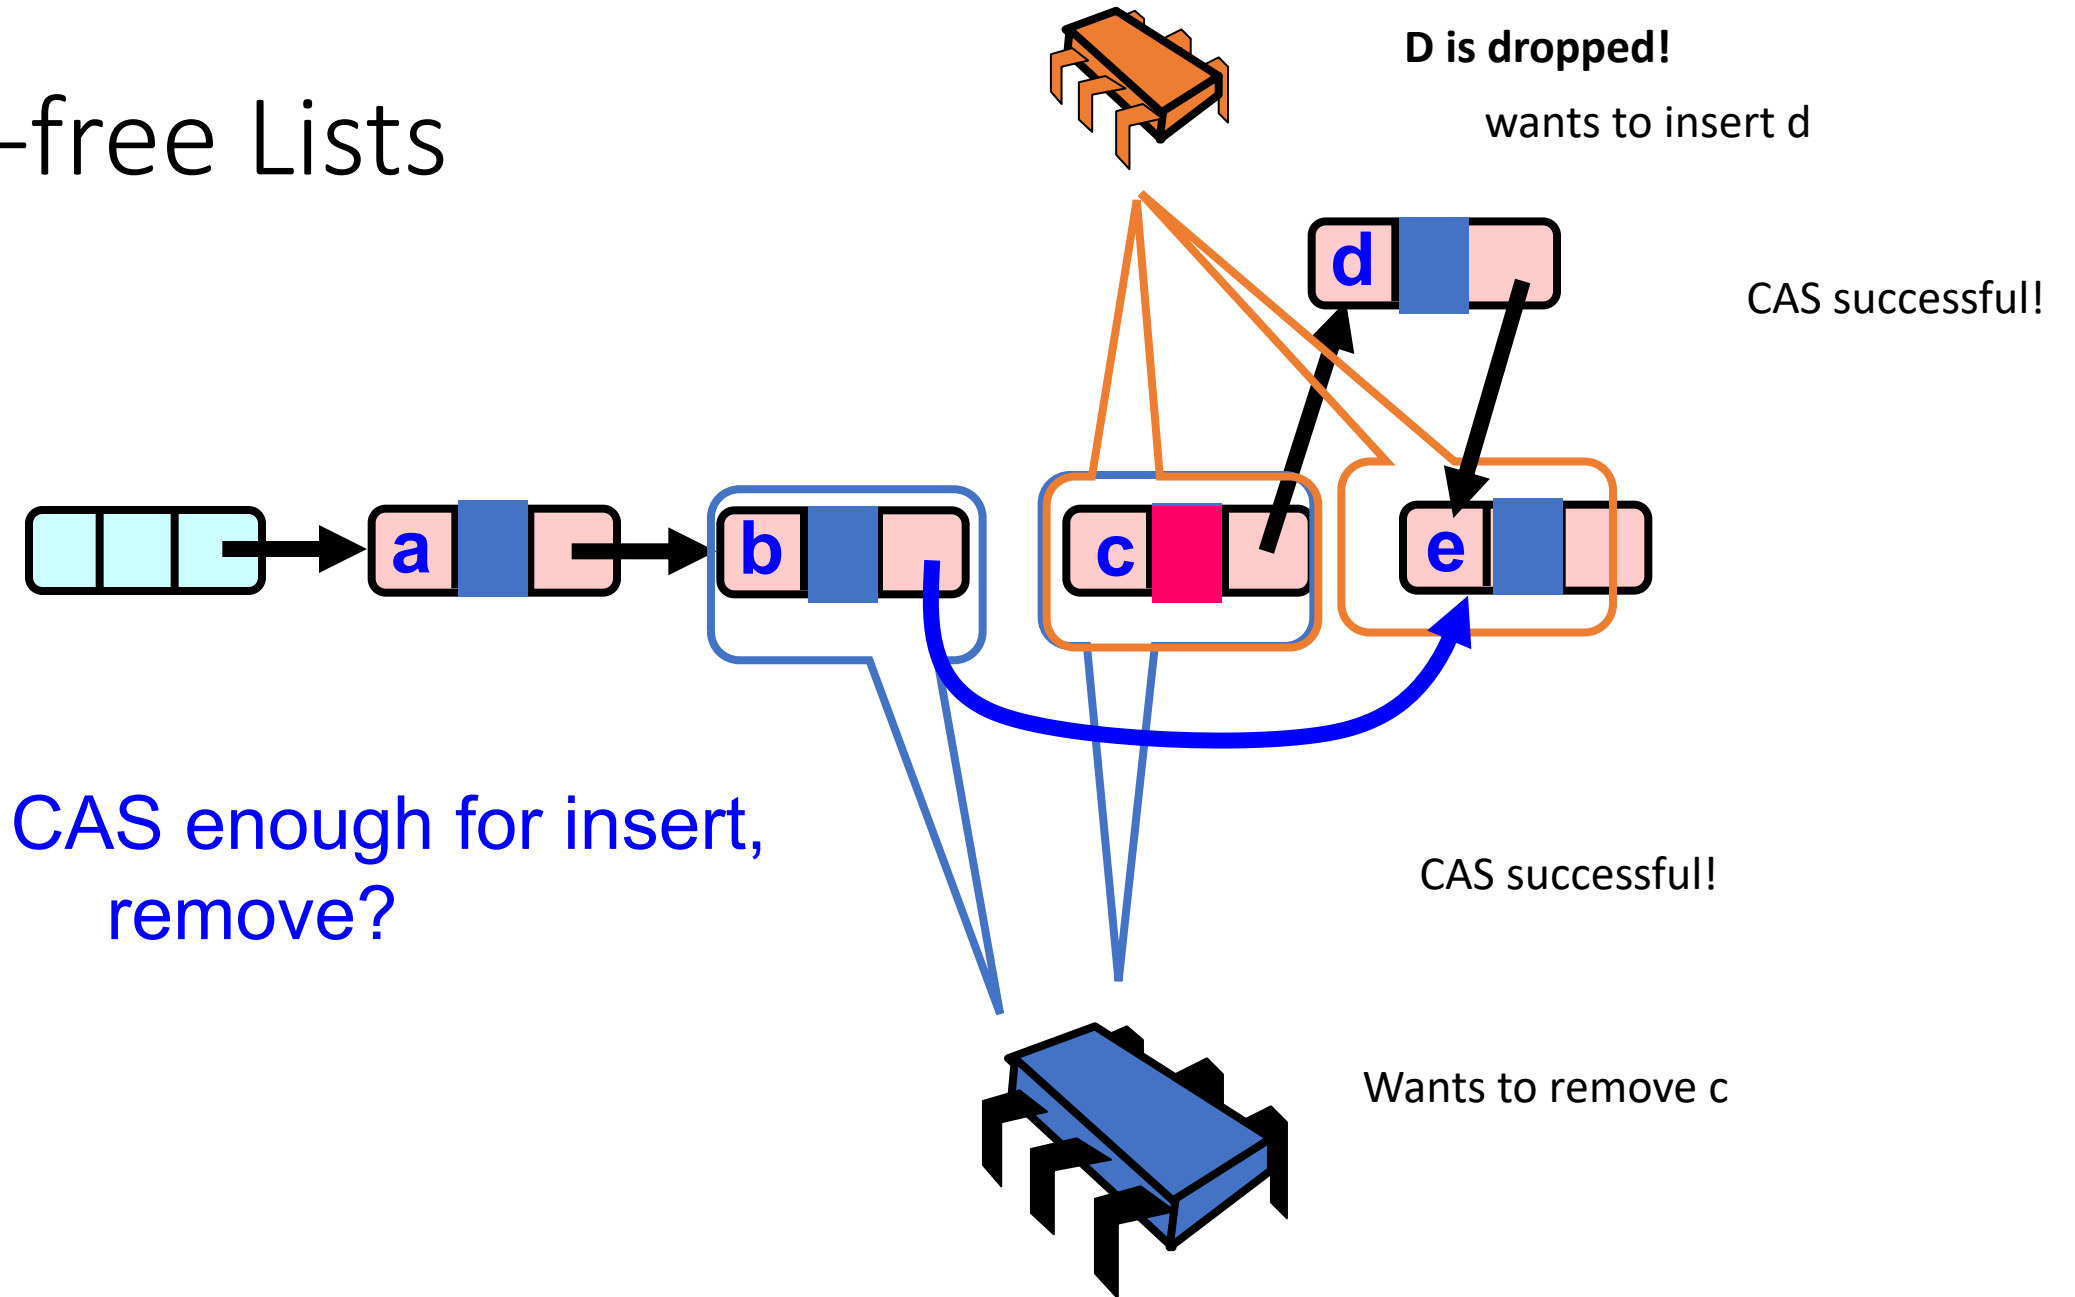 D is dropped!
wants to insert d
-free Lists
d
CAS successful!
a
b
c
e
CAS enough for insert,
remove?
CAS successful!
Wants to remove c